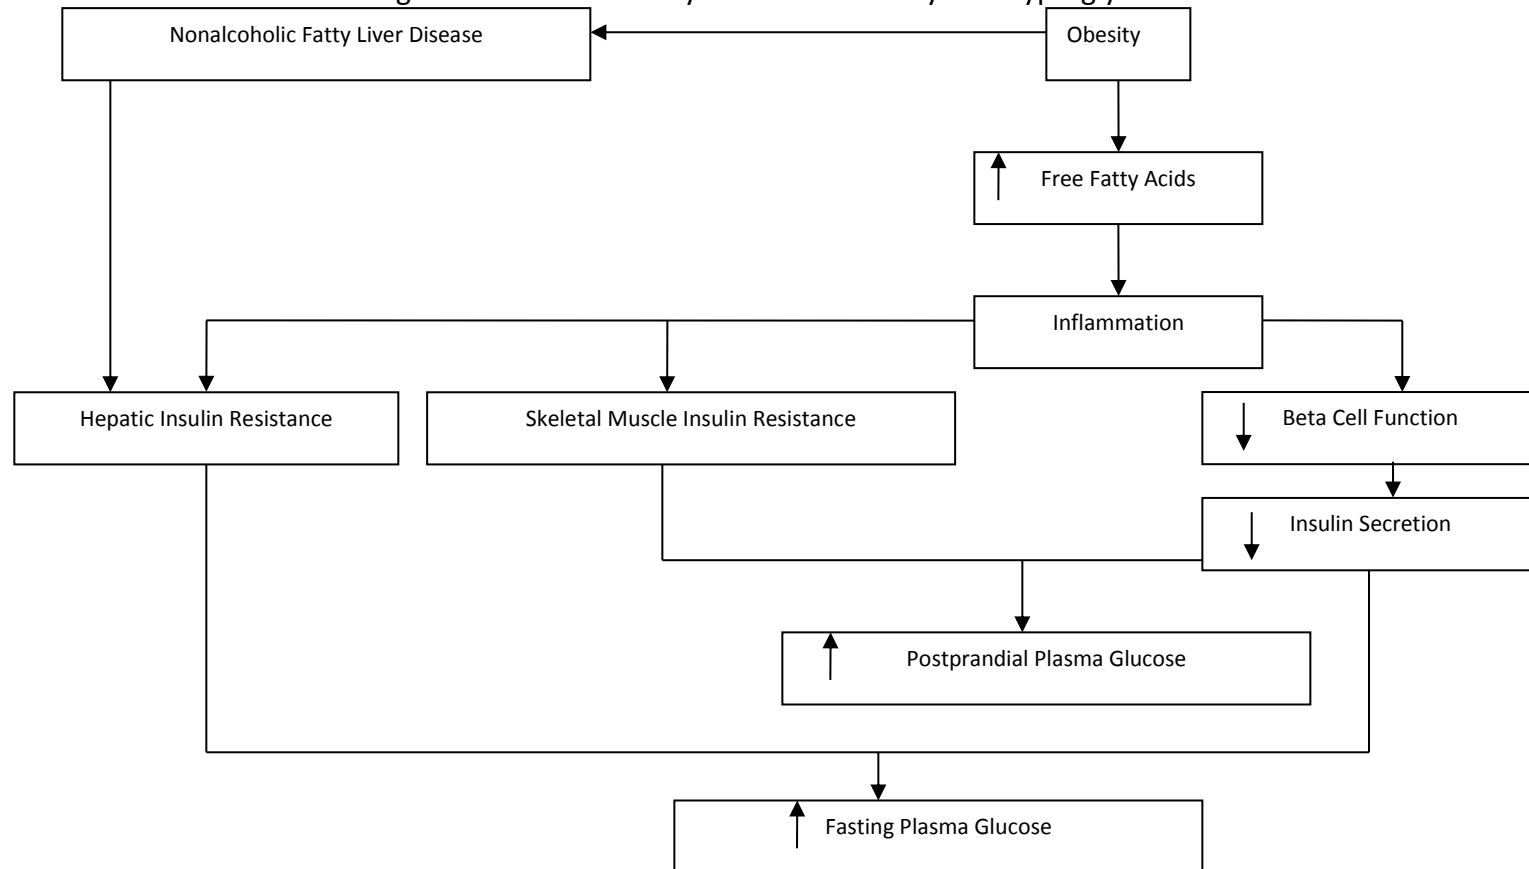 Nonalcoholic Fatty Liver Disease
Obesity
Free Fatty Acids
Inflammation
Hepatic Insulin Resistance
Skeletal Muscle Insulin Resistance
Beta Cell Function
Insulin Secretion
Postprandial Plasma Glucose
Fasting Plasma Glucose